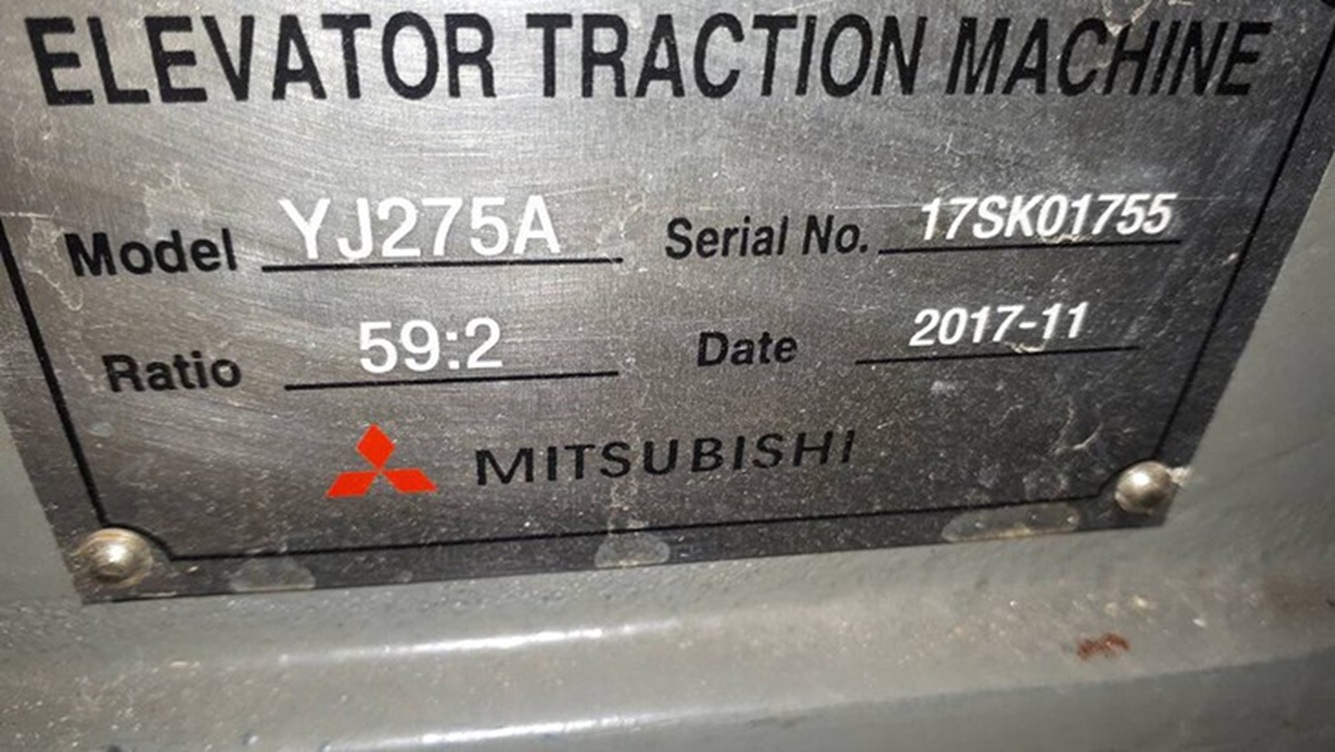 ELEVATOR TRACTION MACHINE
Model YJ275A Serial No. 17SK01755
Ratio 59:2 Date 2017-11
MITSUBISHI